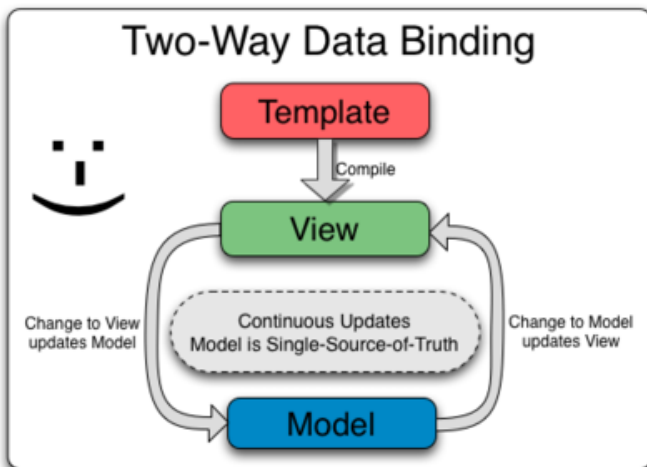 Two-Way Data Binding
Template
Compile
View
Change to View
updates Model
Continuous Updates
Model is Single-Source-of-Truth
Change to Model
updates View
Model